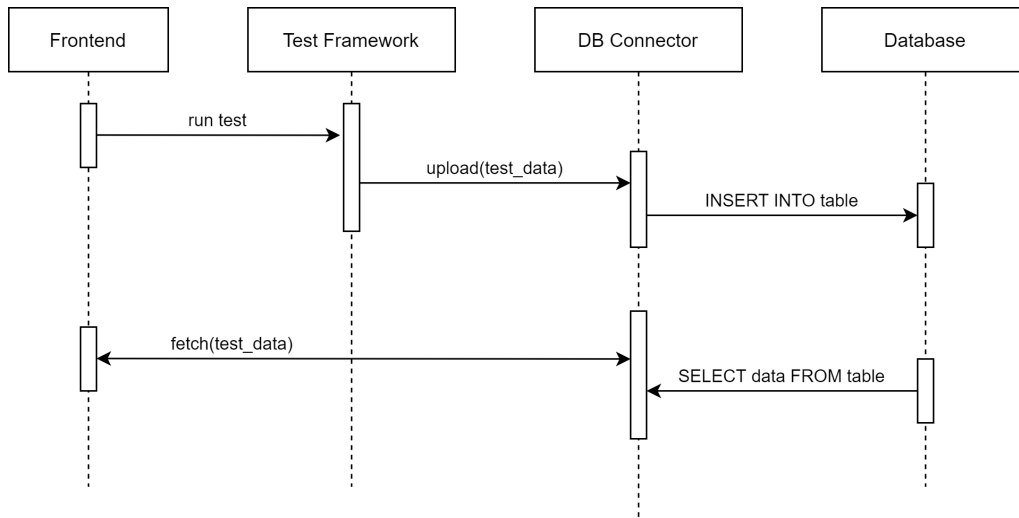 Frontend
Test Framework
DB Connector
Database
run test
upload(test_data)
INSERT INTO table
fetch(test_data)
SELECT data FROM table